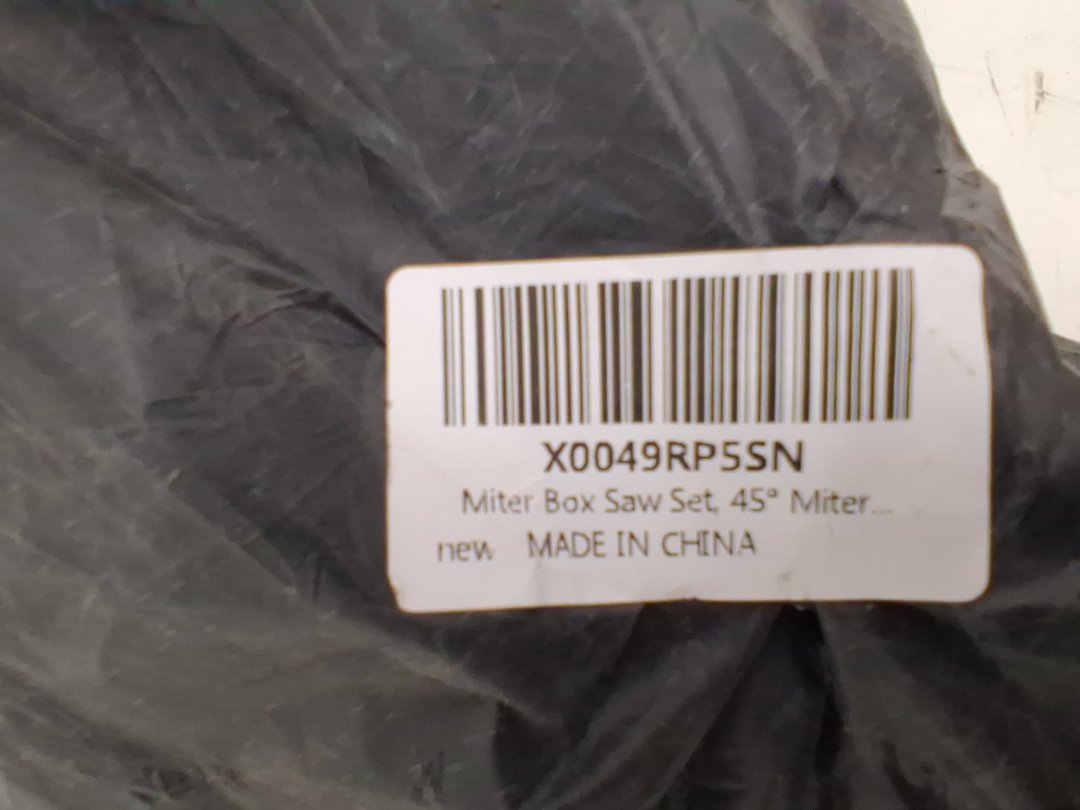 X0049RP5SN
Miter Box Saw Set, 45° Miter...
new MADE IN CHINA